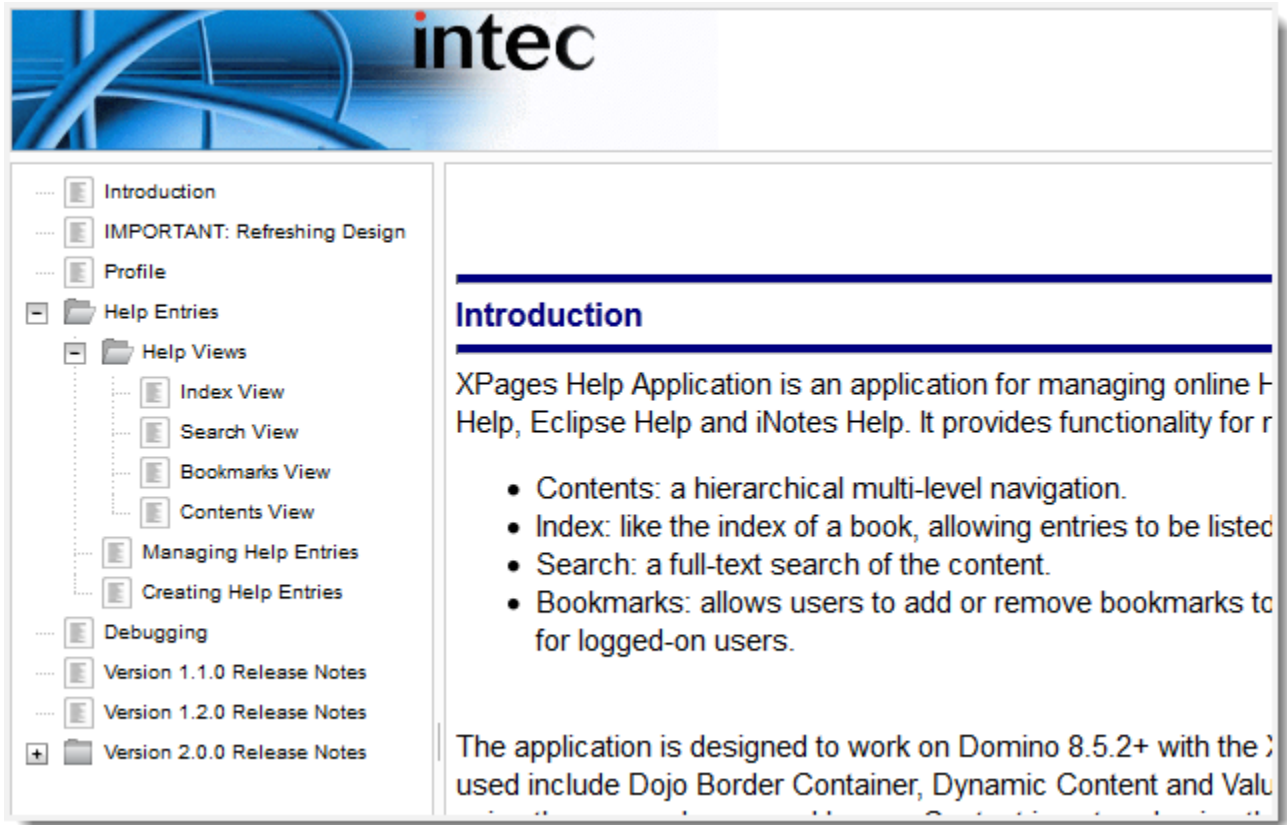 intec
Introduction
IMPORTANT: Refreshing Design
Profile
Help Entries
Help Views
Index View
Search View
Bookmarks View
Contents View
Managing Help Entries
Creating Help Entries
Debugging
Version 1.1.0 Release Notes
Version 1.2.0 Release Notes
Version 2.0.0 Release Notes
Introduction
XPages Help Application is an application for managing online
Help, Eclipse Help and iNotes Help. It provides functionality for
• Contents: a hierarchical multi-level navigation.
• Index: like the index of a book, allowing entries to be listed
• Search: a full-text search of the content.
• Bookmarks: allows users to add or remove bookmarks to
for logged-on users.
The application is designed to work on Domino 8.5.2+ with the
used include Dojo Border Container, Dynamic Content and